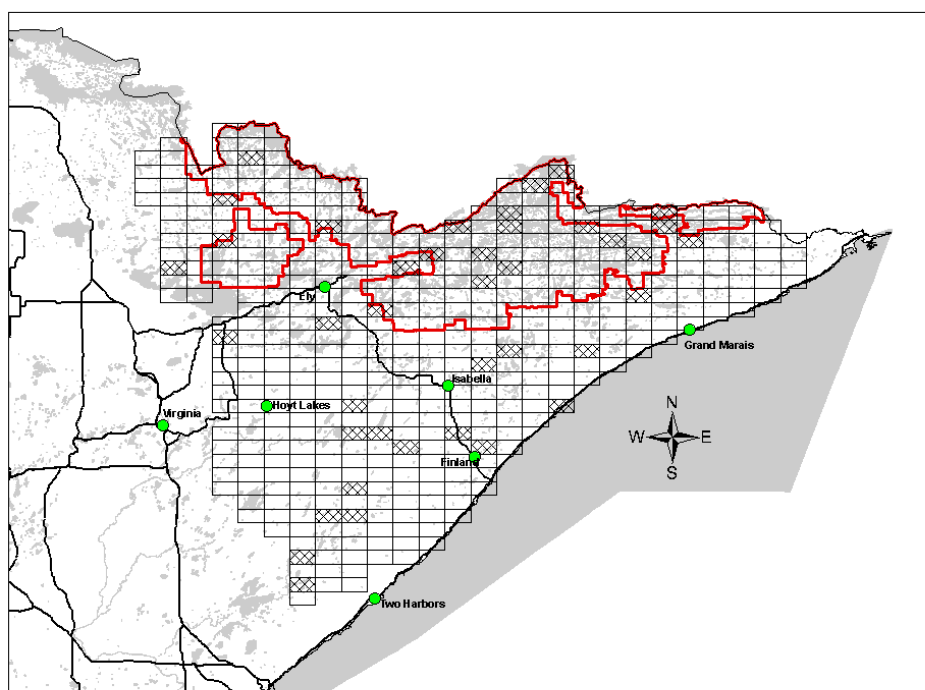 Ely
Grand Marais
Isabella
Hoyt Lakes
Virginia
N
W
E
S
Finland
Two Harbors